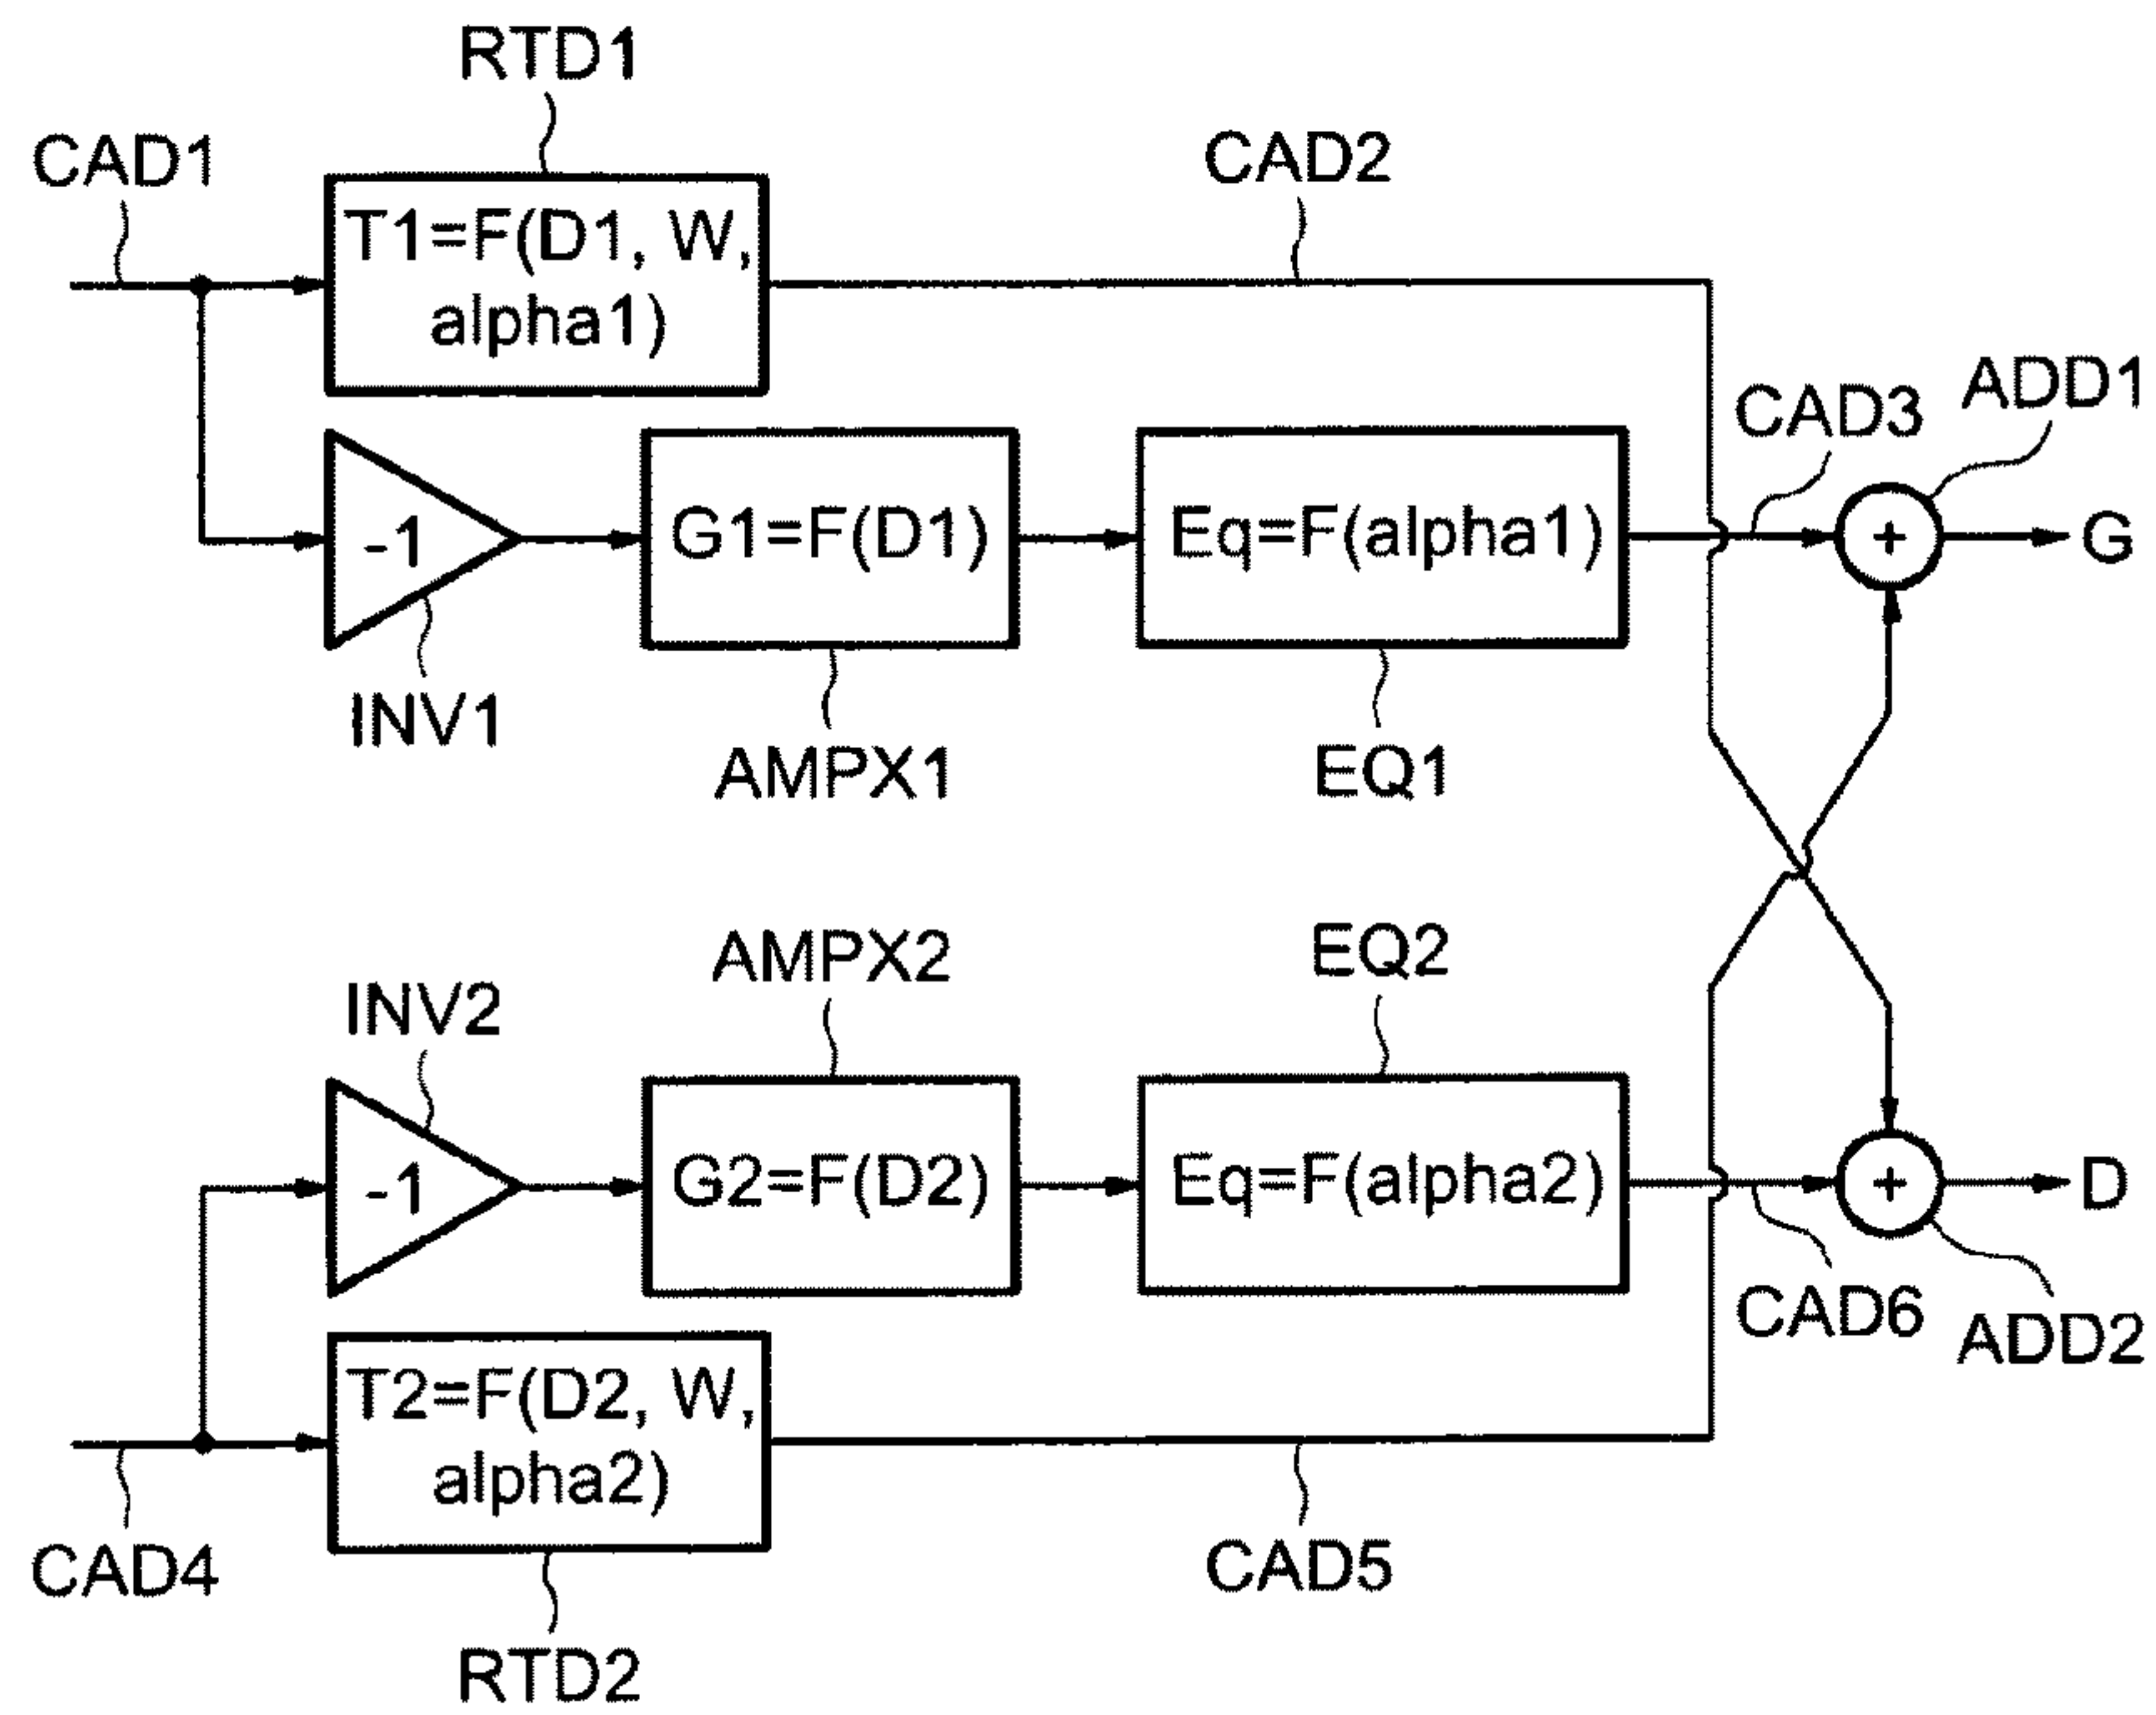 RTD1
CAD1
CAD2
T1=F(D1, W,
alpha1)
ADD1
CAD3
-1
G1=F(D1)
Eq=F(alpha1)
+
G
INV1
AMPX1
EQ1
AMPX2
EQ2
INV2
-1
G2=F(D2)
Eq=F(alpha2)
+
D
CAD6
ADD2
T2=F(D2, W,
alpha2)
CAD4
CAD5
RTD2